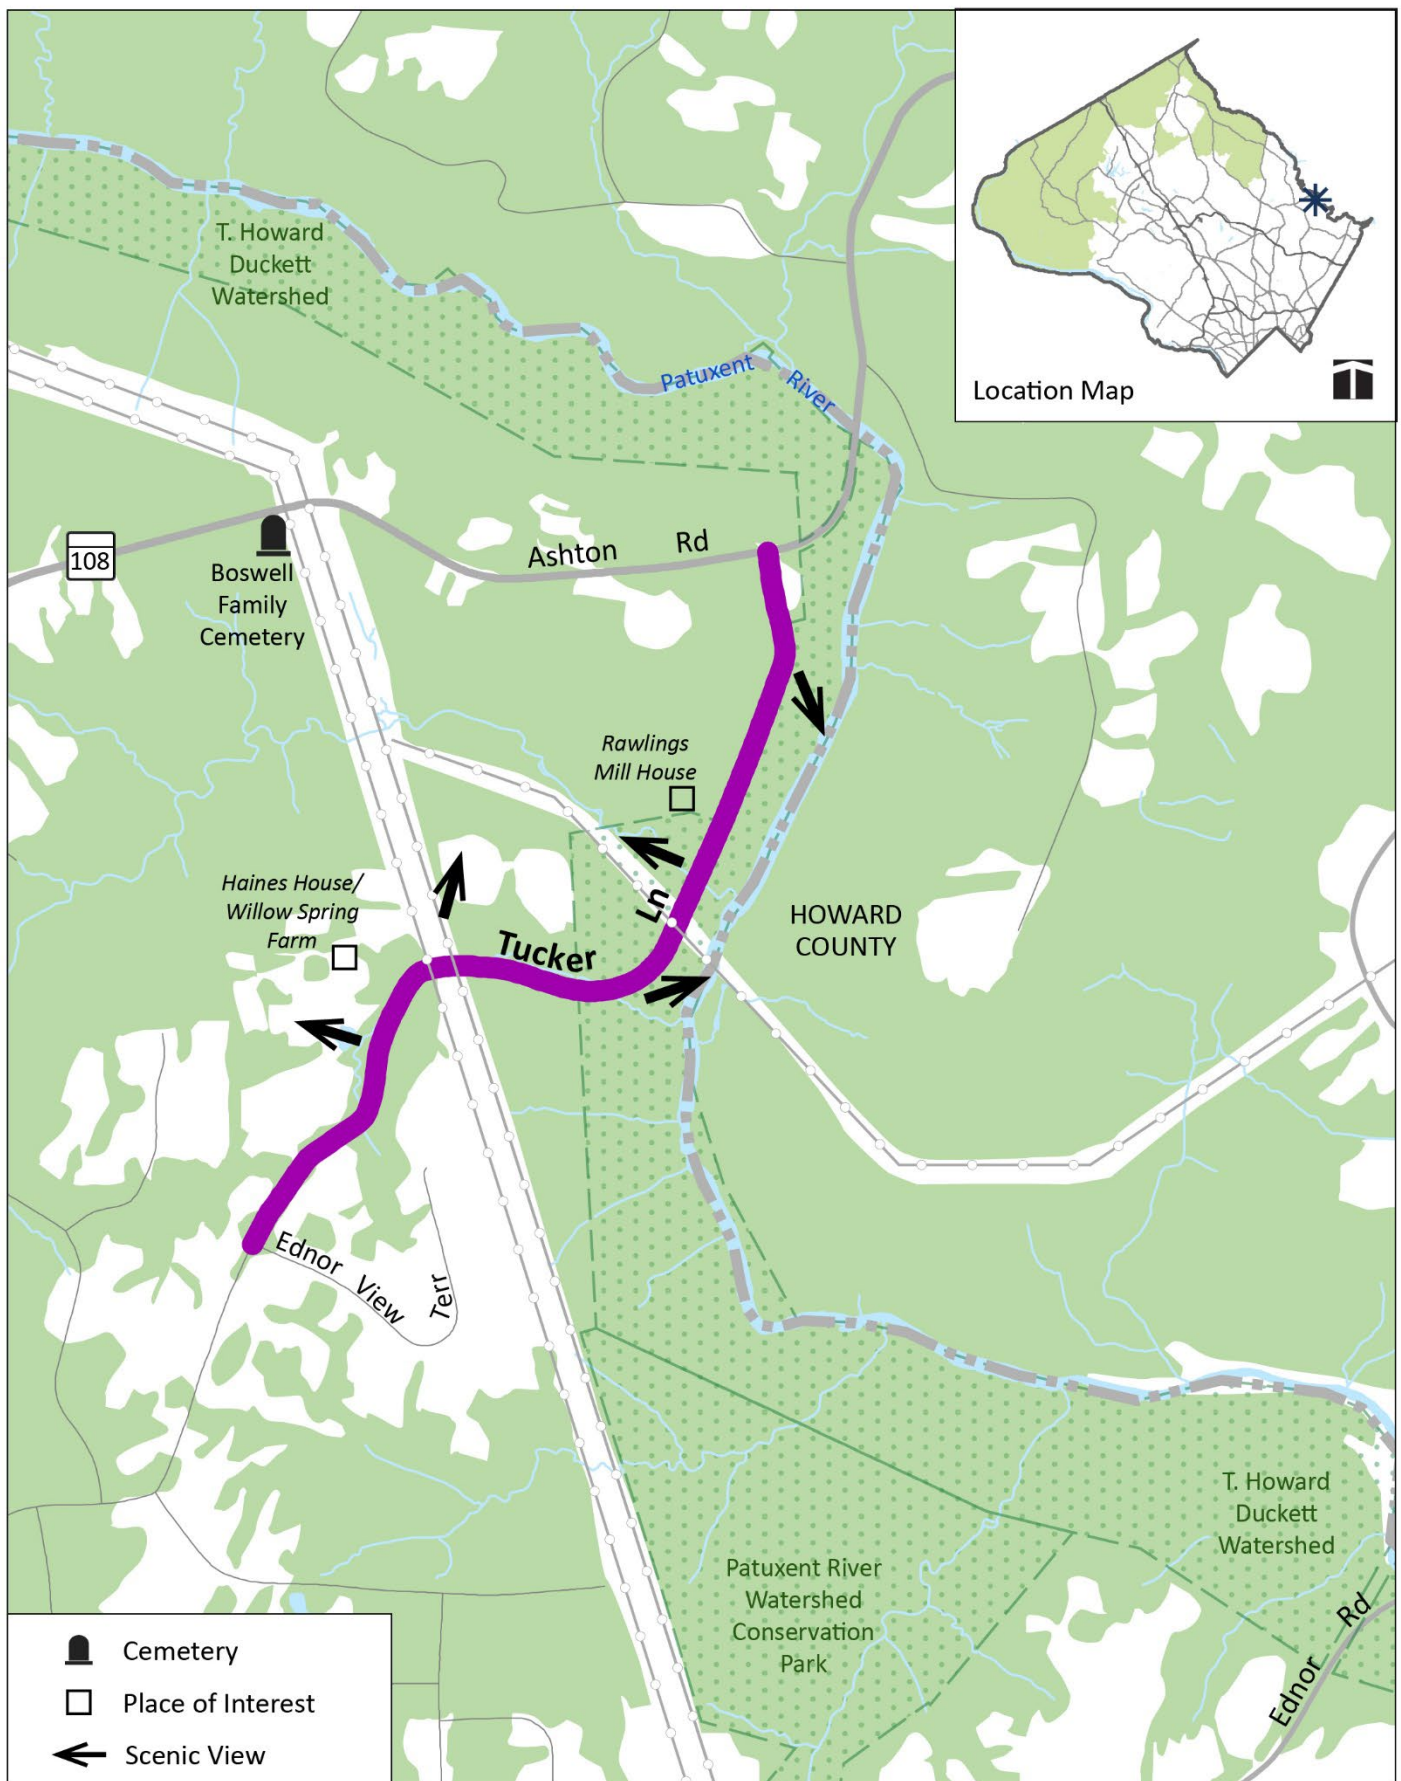 T. Howard
Duckett
Watershed
Location Map
Patuxent
River
108
Ashton Rd
Boswell
Family
Cemetery
Rawlings
Mill House
Haines House/
Willow Spring
Farm
Tucker
Ln
HOWARD
COUNTY
Ednor View Terr
T. Howard
Duckett
Watershed
Patuxent River
Watershed
Conservation
Park
Ednor Rd
Cemetery
Place of Interest
Scenic View